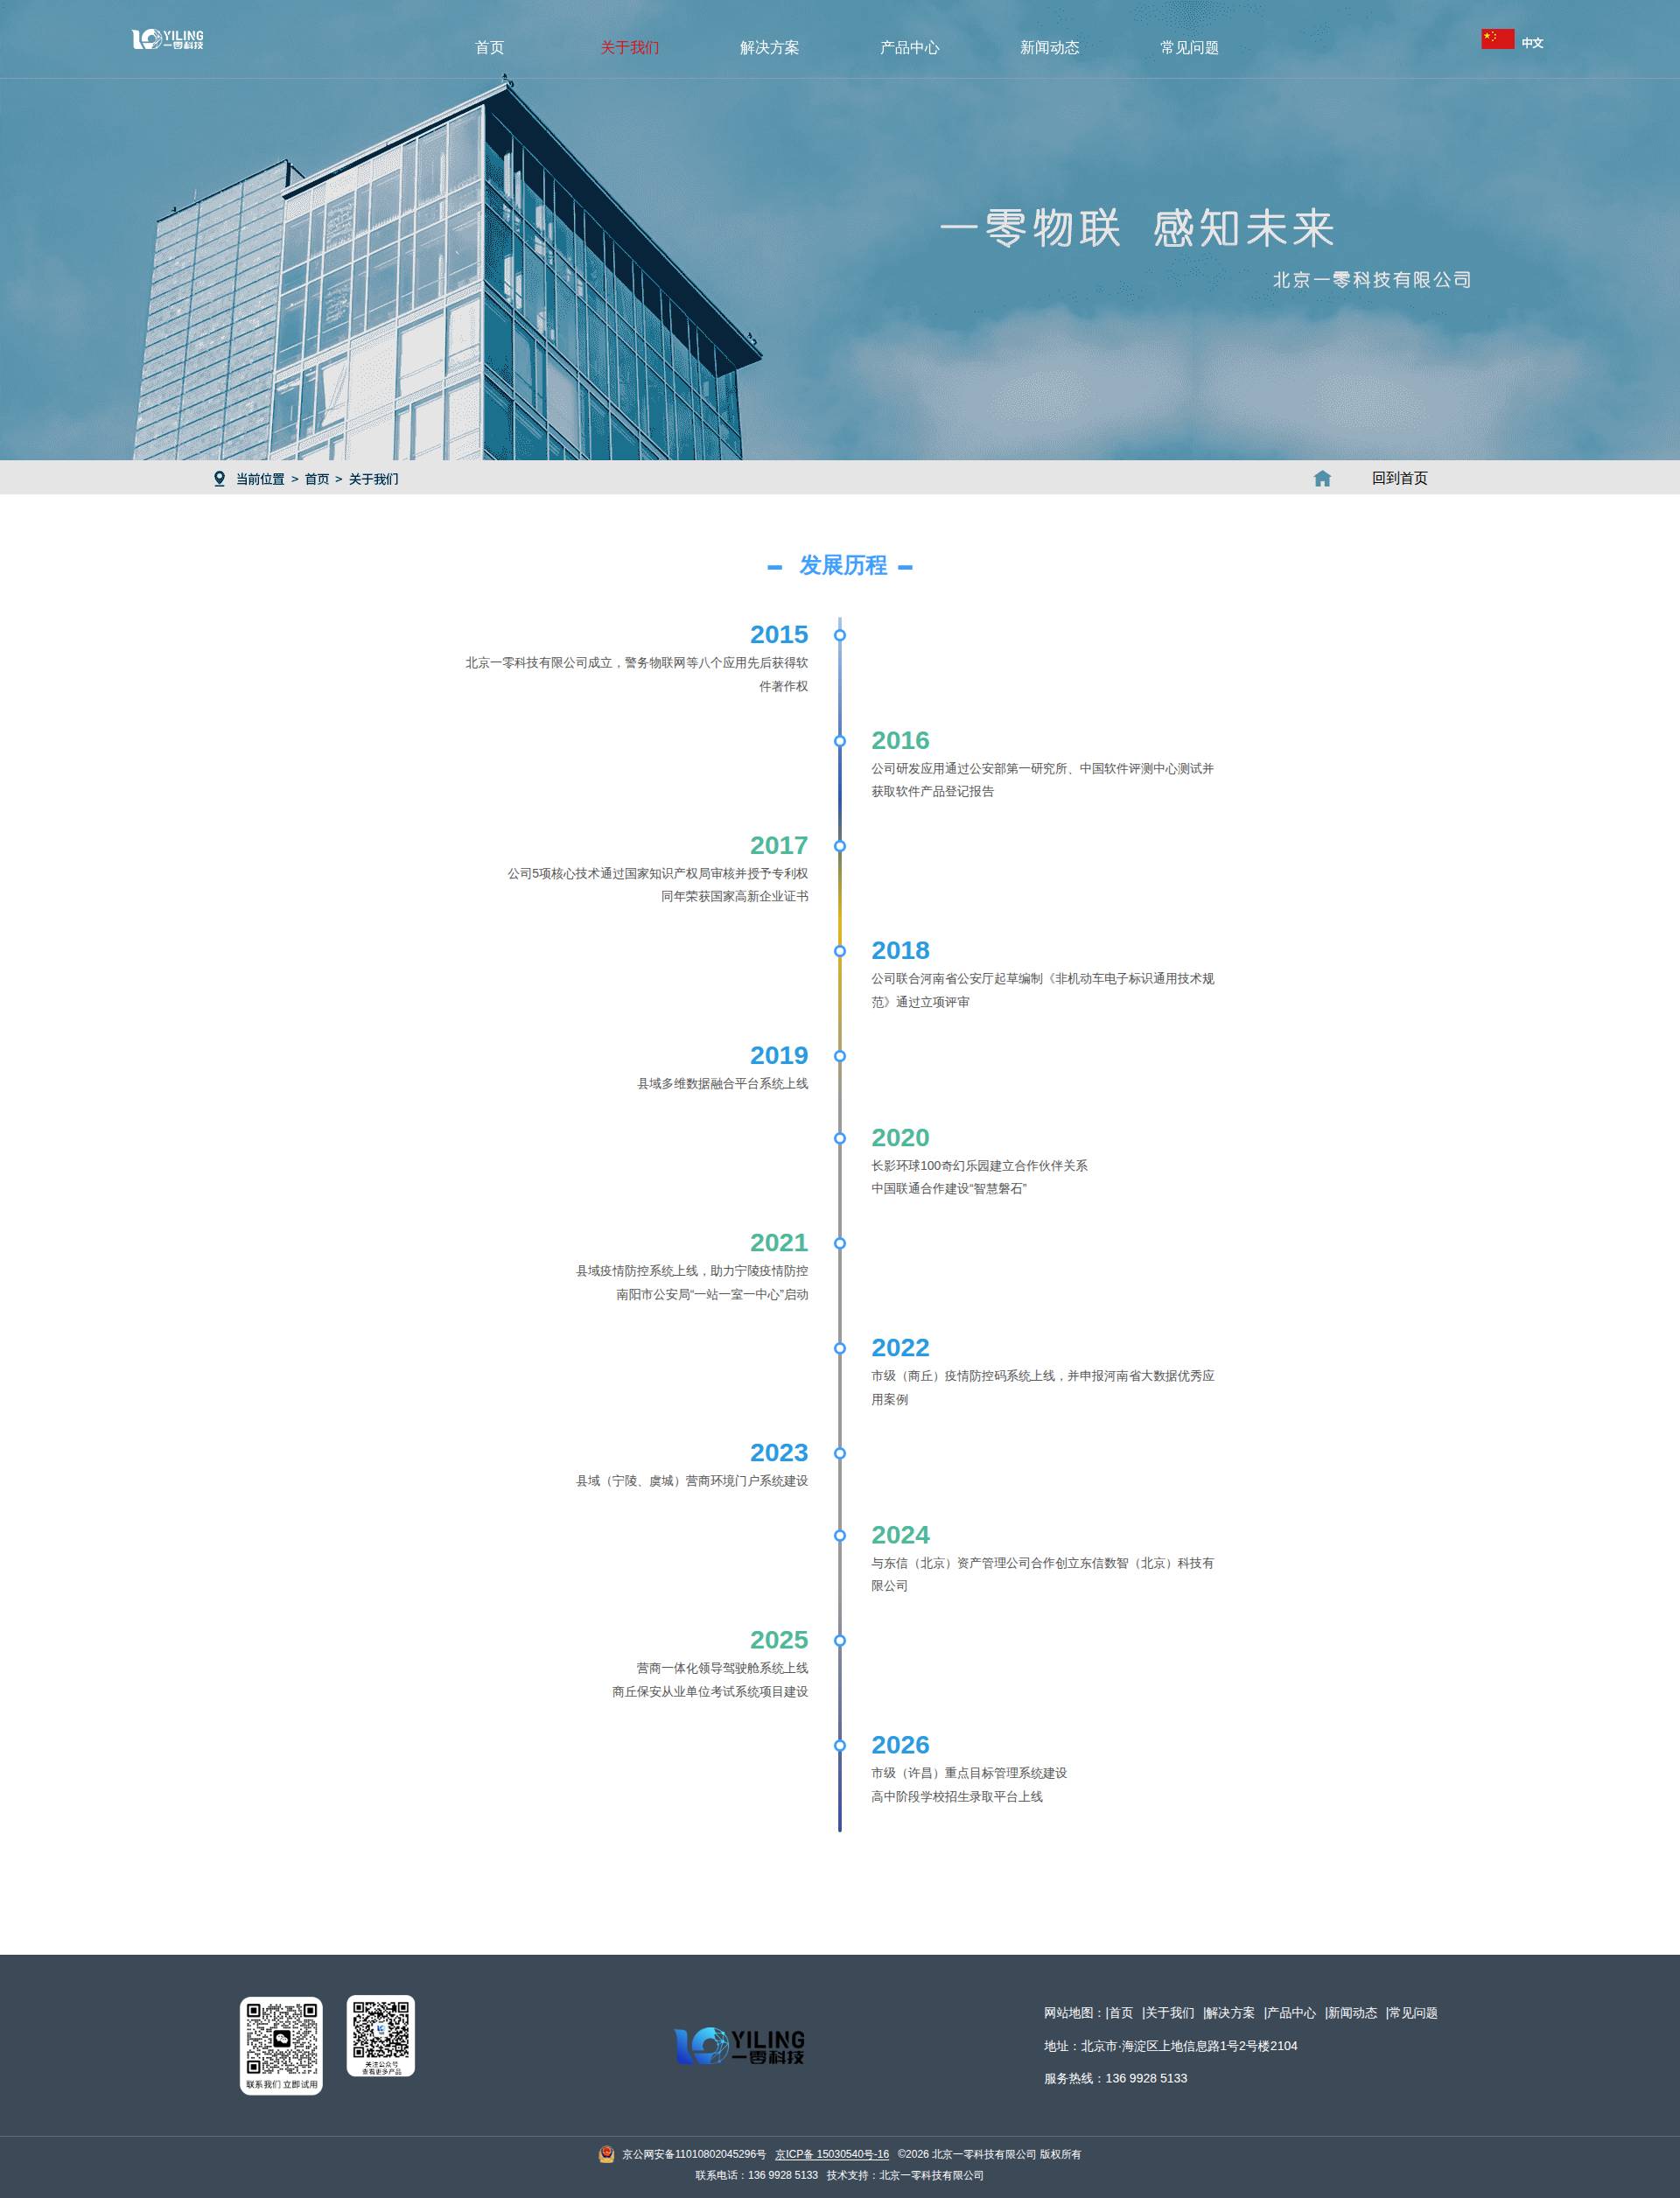 YILING
一零科技
首页 关于我们 解决方案 产品中心 新闻动态 常见问题
中文
一零物联 感知未来
北京一零科技有限公司
当前位置 > 首页 > 关于我们
回到首页
发展历程
2015
北京一零科技有限公司成立，警务物联网等八个应用先后获得软
件著作权
2016
公司研发应用通过公安部第一研究所、中国软件评测中心测试并
获取软件产品登记报告
2017
公司5项核心技术通过国家知识产权局审核并授予专利权
同年荣获国家高新企业证书
2018
公司联合河南省公安厅起草编制《非机动车电子标识通用技术规
范》通过立项评审
2019
县域多维数据融合平台系统上线
2020
长影环球100奇幻乐园建立合作伙伴关系
中国联通合作建设“智慧磐石”
2021
县域疫情防控系统上线，助力宁陵疫情防控
南阳市公安局“一站一室一中心”启动
2022
市级（商丘）疫情防控码系统上线，并申报河南省大数据优秀应
用案例
2023
县域（宁陵、虞城）营商环境门户系统建设
2024
与东信（北京）资产管理公司合作创立东信数智（北京）科技有
限公司
2025
营商一体化领导驾驶舱系统上线
商丘保安从业单位考试系统项目建设
2026
市级（许昌）重点目标管理系统建设
高中阶段学校招生录取平台上线
联系我们 立即试用
关注公众号
查看更多产品
YILING
一零科技
网站地图：|首页 |关于我们 |解决方案 |产品中心 |新闻动态 |常见问题
地址：北京市·海淀区上地信息路1号2号楼2104
服务热线：136 9928 5133
京公网安备11010802045296号 京ICP备 15030540号-16 ©2026 北京一零科技有限公司 版权所有
联系电话：136 9928 5133 技术支持：北京一零科技有限公司